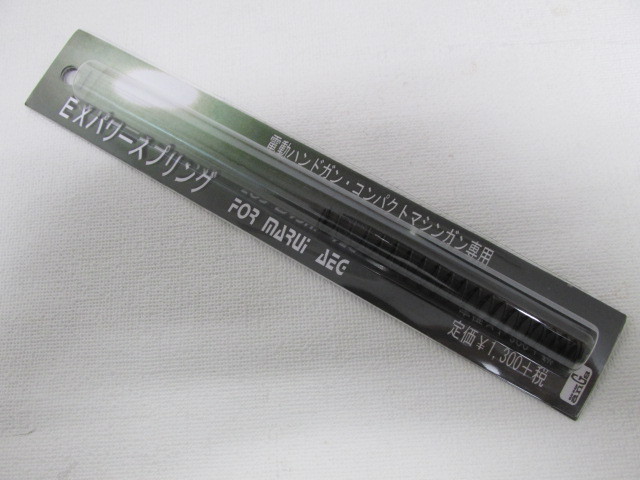 EXパワースプリング
電動ハンドガン・コンパクトマシンガン専用
FOR MARUI AEG
定価¥1,300+税